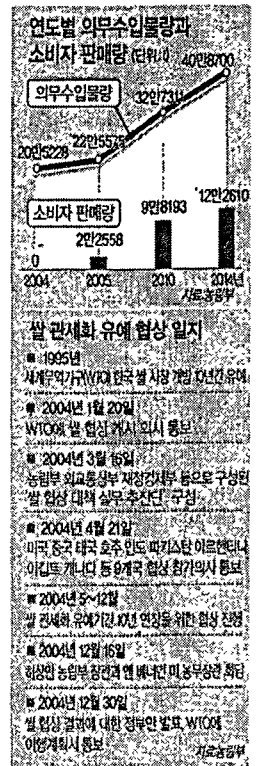 연도별 의무수입물량과
소비자 판매량 (단위:t)
40만8700
32만7311
22만5575
20만5228
의무수입물량
소비자 판매량
0
2만2558
9만8193
12만2610
2004 2005 2010 2014년
자료:농림부
쌀 관세화 유예 협상 일지
■ 1995년
세계무역기구(WTO) 한국 쌀 시장 개방 10년간 유예
■ 2004년 1월 20일
WTO에 쌀 협상 개시 의사 통보
■ 2004년 3월 16일
농림부 외교통상부 재정경제부 등으로 구성된
'쌀 협상 대책 실무 추진단' 구성
■ 2004년 4월 21일
미국 중국 태국 호주 인도 파키스탄 아르헨티나
이집트 캐나다 등 9개국 협상 참가의사 통보
■ 2004년 5~12월
쌀 관세화 유예기간 10년 연장을 위한 협상 진행
■ 2004년 12월 16일
허상만 농림부 장관과 앤 베너먼 미 농무장관 회담
■ 2004년 12월 30일
쌀 협상 결과에 대한 정부안 발표, WTO에
이행계획서 통보
자료:농림부